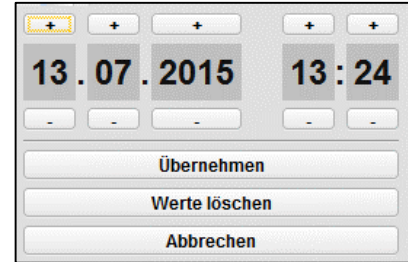 + + + + +
13 . 07 . 2015 13 : 24
- - - - -
Übernehmen
Werte löschen
Abbrechen